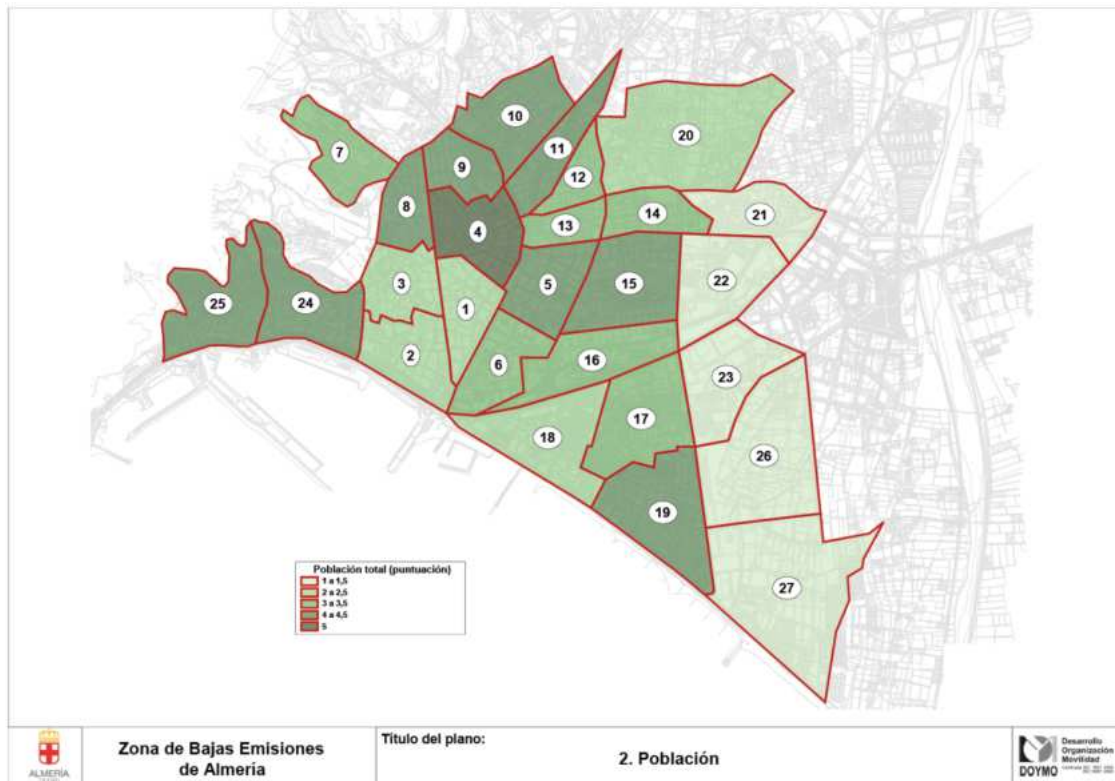 10
7
11
20
9
12
8
14
21
13
4
3
5
15
22
25
24
1
2
6
16
23
17
18
26
19
27
Población total (puntuación)
1 a 1,5
2 a 2,5
3 a 3,5
4 a 4,5
5
ALMERÍA
Zona de Bajas Emisiones
de Almería
Título del plano:
2. Población
DOYMO
Desarrollo
Organización
Movilidad